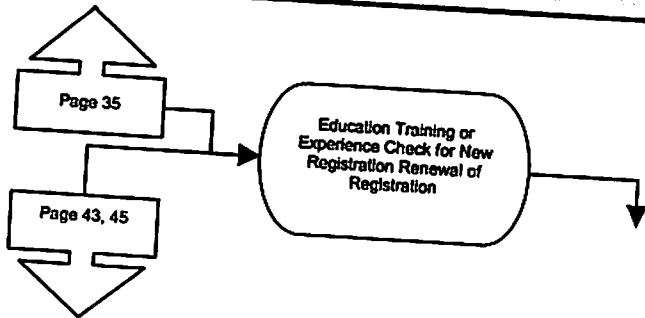 Page 35
Education Training or
Experience Check for New
Registration Renewal of
Registration
Page 43, 45